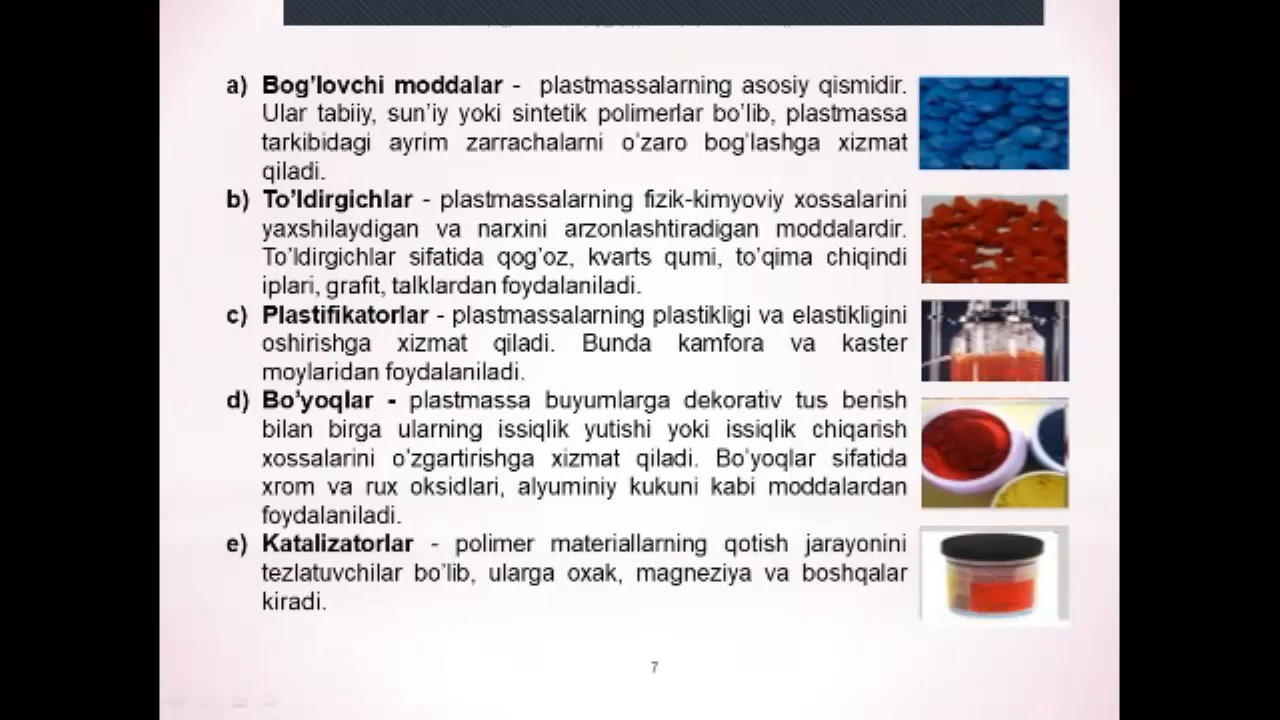 a) Bog'lovchi moddalar - plastmassalarning asosiy qismidir.
Ular tabiiy, sun'iy yoki sintetik polimerlar bo'lib, plastmassa
tarkibidagi ayrim zarrachalarni o'zaro bog'lashga xizmat
qiladi.
b) To'ldirgichlar - plastmassalarning fizik-kimyoviy xossalarini
yaxshilaydigan va narxini arzonlashtiradigan moddalardir.
To'ldirgichlar sifatida qog'oz, kvarts qumi, to'qima chiqindi
iplari, grafit, talklardan foydalaniladi.
c) Plastifikatorlar - plastmassalarning plastikligi va elastikligini
oshirishga xizmat qiladi. Bunda kamfora va kaster
moylaridan foydalaniladi.
d) Bo'yoqlar - plastmassa buyumlarga dekorativ tus berish
bilan birga ularning issiqlik yutishi yoki issiqlik chiqarish
xossalarini o'zgartirishga xizmat qiladi. Bo'yoqlar sifatida
xrom va rux oksidlari, alyuminiy kukuni kabi moddalardan
foydalaniladi.
e) Katalizatorlar - polimer materiallarning qotish jarayonini
tezlatuvchilar bo'lib, ularga oxak, magneziya va boshqalar
kiradi.
7